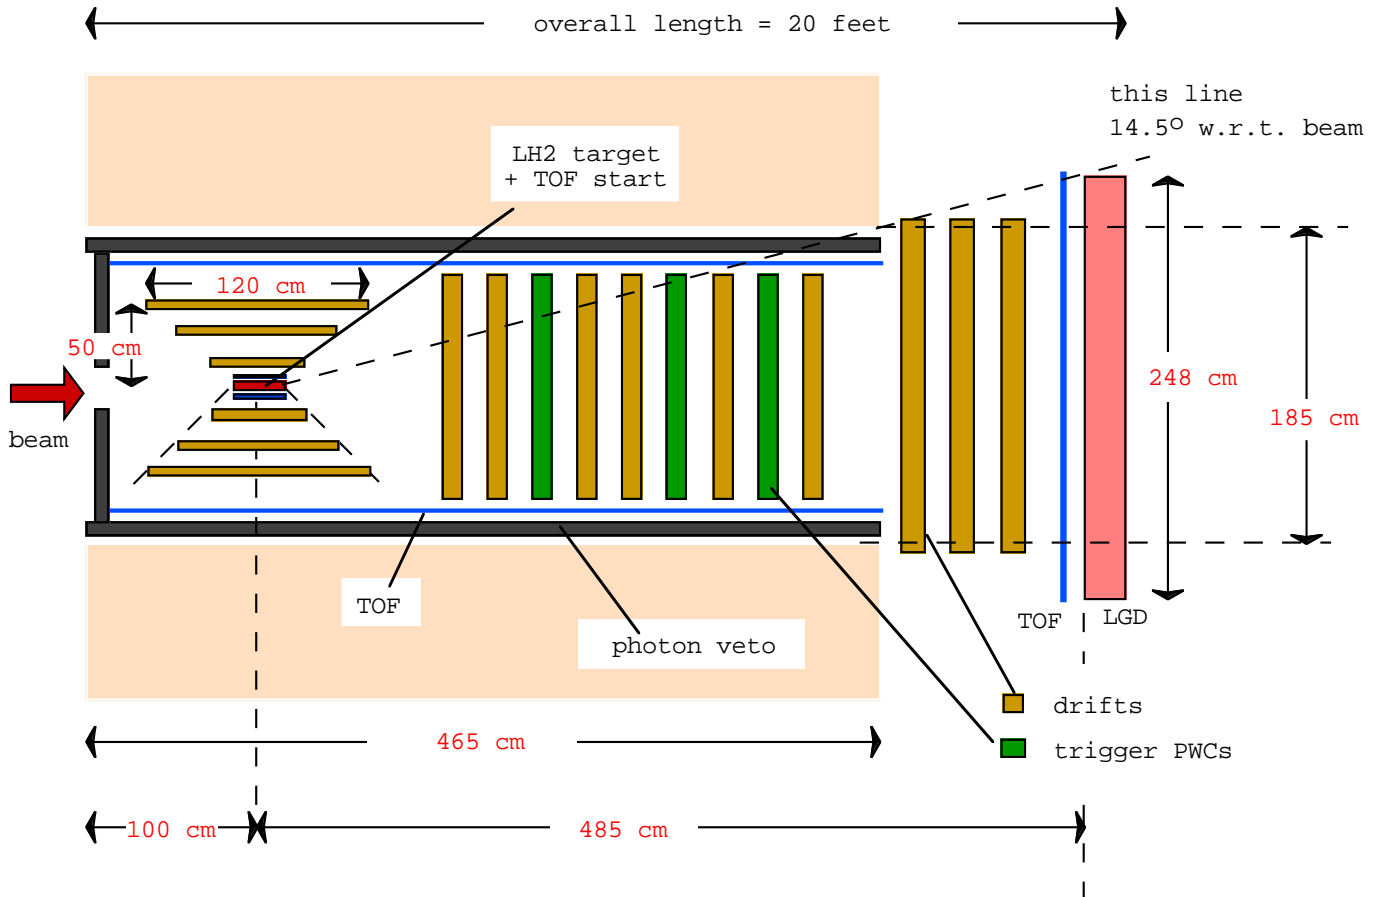 overall length = 20 feet
this line
14.5° w.r.t. beam
LH2 target
+ TOF start
120 cm
50 cm
beam
248 cm
185 cm
TOF
photon veto
TOF
LGD
drifts
trigger PWCs
465 cm
100 cm
485 cm